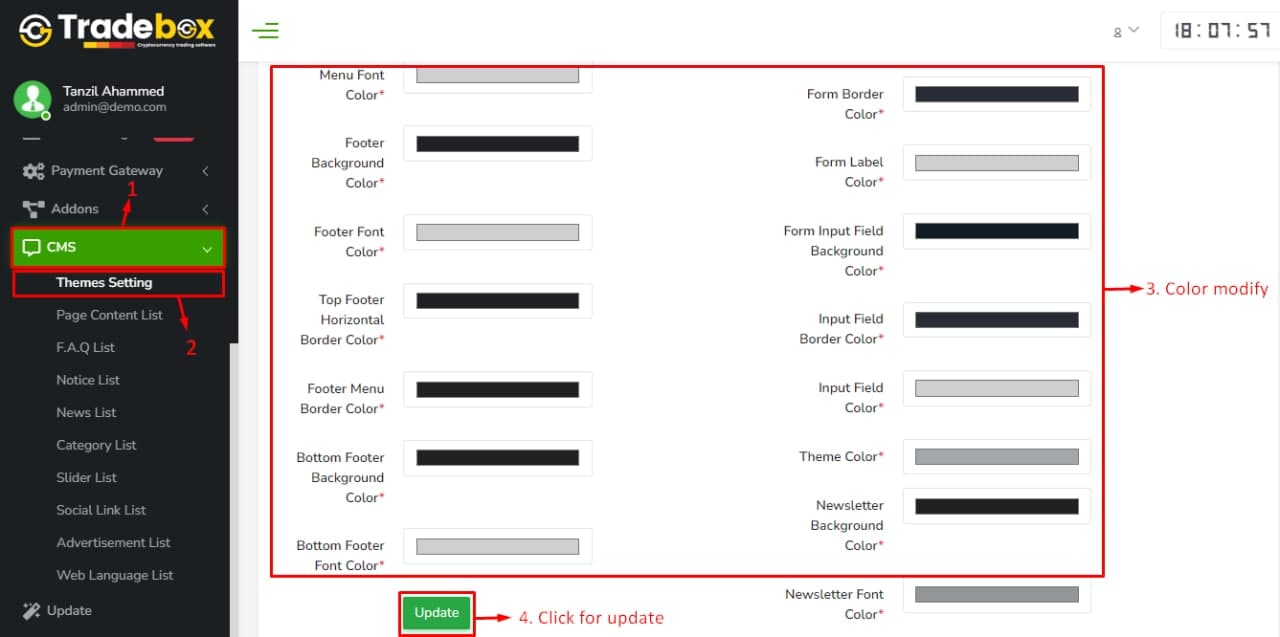 Tradebox
Cryptocurrency trading software
18:07:57
Tanzil Ahammed
admin@demo.com
Payment Gateway
1
Addons
CMS
Themes Setting
Page Content List
2
F.A.Q List
Notice List
News List
Category List
Slider List
Social Link List
Advertisement List
Web Language List
Update
Menu Font
Color*
Footer
Background
Color*
Footer Font
Color*
Top Footer
Horizontal
Border Color*
Footer Menu
Border Color*
Bottom Footer
Background
Color*
Bottom Footer
Font Color*
Form Border
Color*
Form Label
Color*
Form Input Field
Background
Color*
Input Field
Border Color*
Input Field
Color*
Theme Color*
Newsletter
Background
Color*
Newsletter Font
Color*
3. Color modify
Update
4. Click for update